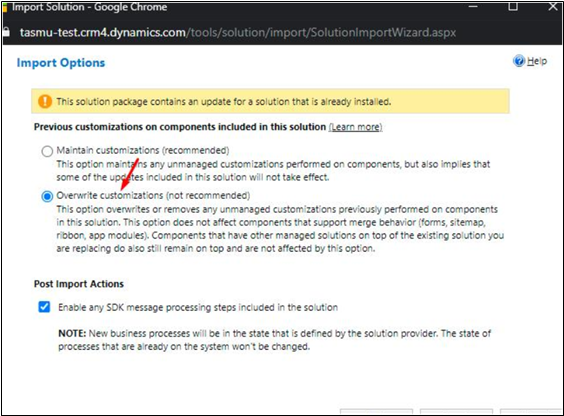 Import Solution - Google Chrome
tasmu-test.crm4.dynamics.com/tools/solution/import/SolutionImportWizard.aspx
Import Options
Help
This solution package contains an update for a solution that is already installed.
Previous customizations on components included in this solution (Learn more)
Maintain customizations (recommended)
This option maintains any unmanaged customizations performed on components, but also implies that
some of the updates included in this solution will not take effect.
Overwrite customizations (not recommended)
This option overwrites or removes any unmanaged customizations previously performed on components
in this solution. This option does not affect components that support merge behavior (forms, sitemap,
ribbon, app modules). Components that have other managed solutions on top of the existing solution you
are replacing do also still remain on top and are not affected by this option.
Post Import Actions
Enable any SDK message processing steps included in the solution
NOTE: New business processes will be in the state that is defined by the solution provider. The state of
processes that are already on the system won't be changed.